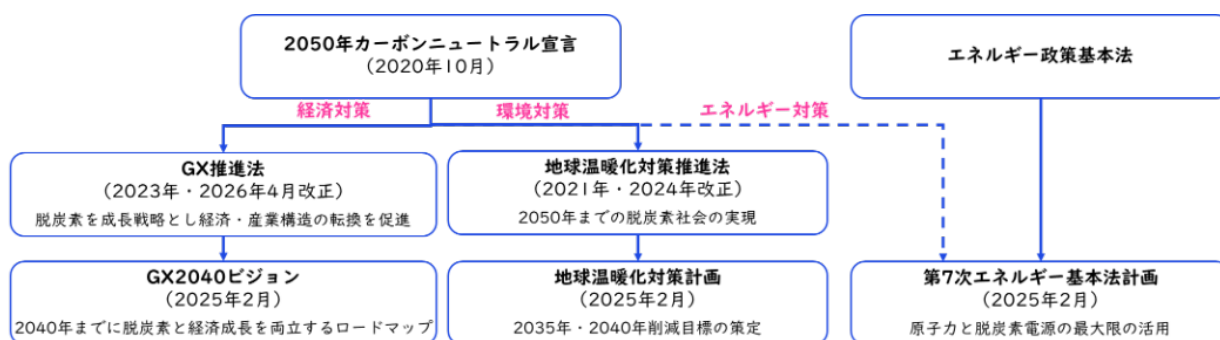 2050年カーボンニュートラル宣言
（2020年10月）
エネルギー政策基本法
経済対策
環境対策
エネルギー対策
GX推進法
（2023年・2026年4月改正）
脱炭素を成長戦略とし経済・産業構造の転換を促進
地球温暖化対策推進法
（2021年・2024年改正）
2050年までの脱炭素社会の実現
GX2040ビジョン
（2025年2月）
2040年までに脱炭素と経済成長を両立するロードマップ
地球温暖化対策計画
（2025年2月）
2035年・2040年削減目標の策定
第7次エネルギー基本法計画
（2025年2月）
原子力と脱炭素電源の最大限の活用